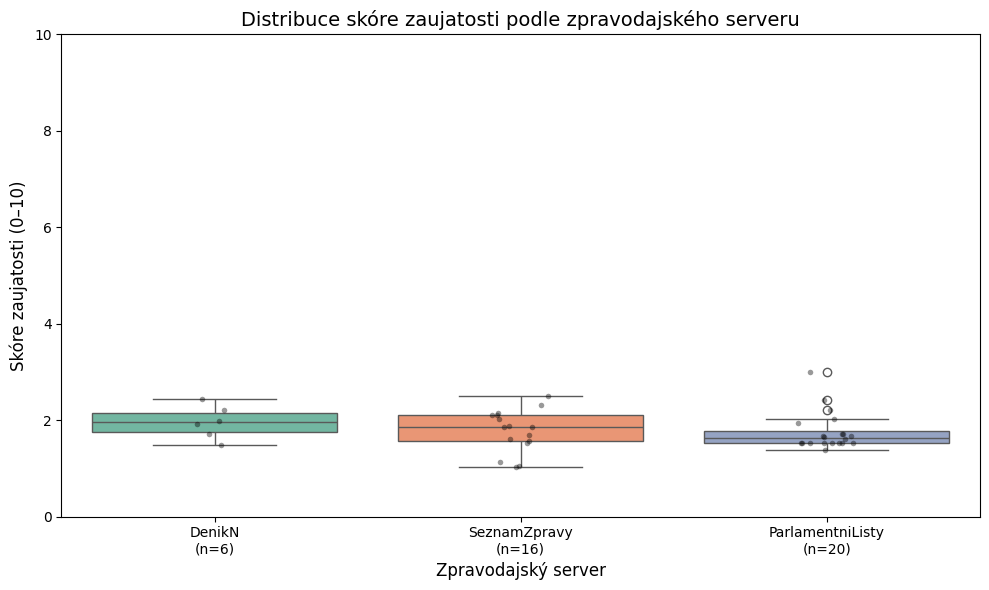 Distribuce skóre zaujatosti podle zpravodajského serveru
Skóre zaujatosti (0–10)
10
8
6
4
2
0
DenikN
(n=6)
SeznamZpravy
(n=16)
ParlamentniListy
(n=20)
Zpravodajský server